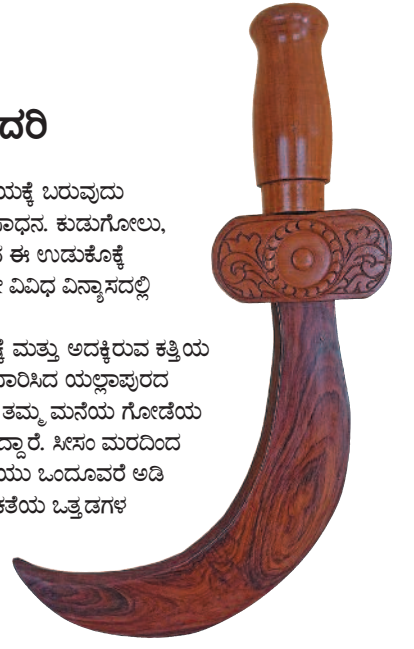 ದರಿ
ಯಕ್ಕೆ ಬರುವುದು
ಾಧನ. ಕುಡುಗೋಲು,
ಈ ಉಡುಕೊಕ್ಕೆ
ವಿವಿಧ ವಿನ್ಯಾಸದಲ್ಲಿ
ಕ್ಕೆ ಮತ್ತು ಅದಕ್ಕಿರುವ ಕತ್ತಿಯ
ಾರಿಸಿದ ಯಲ್ಲಾಪುರದ
ತಮ್ಮ ಮನೆಯ ಗೋಡೆಯ
ದ್ದಾರೆ. ಸೀಸಂ ಮರದಿಂದ
ಯು ಒಂದೂವರೆ ಅಡಿ
ಕತೆಯ ಒತ್ತಡಗಳ